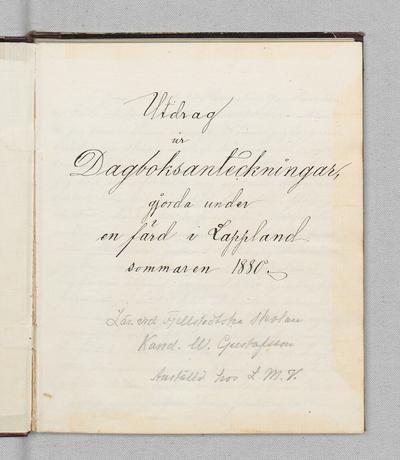 Utdrag
ur
Dagboksanteckningar,
gjorda under
en färd i Lappland
sommaren 1880.
Lär. vid Fjellstedtska skolan
Kand. W. Gustafsson
Anställd hos L. M. V.